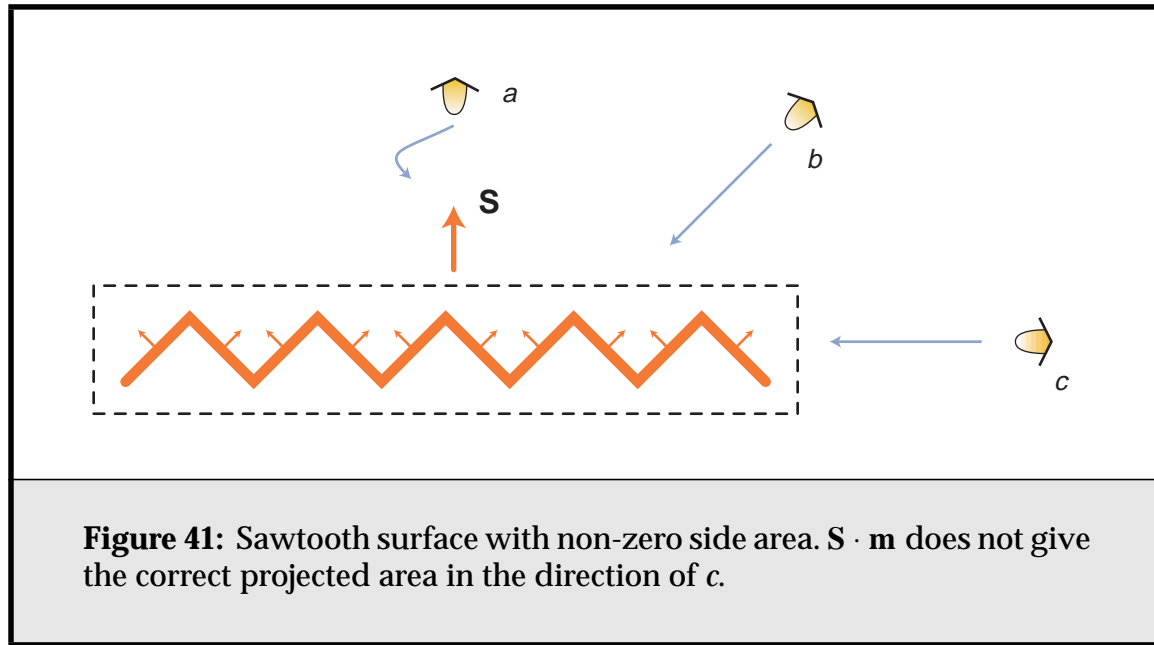 a
b
S
c
Figure 41: Sawtooth surface with non-zero side area. S · m does not give
the correct projected area in the direction of c.